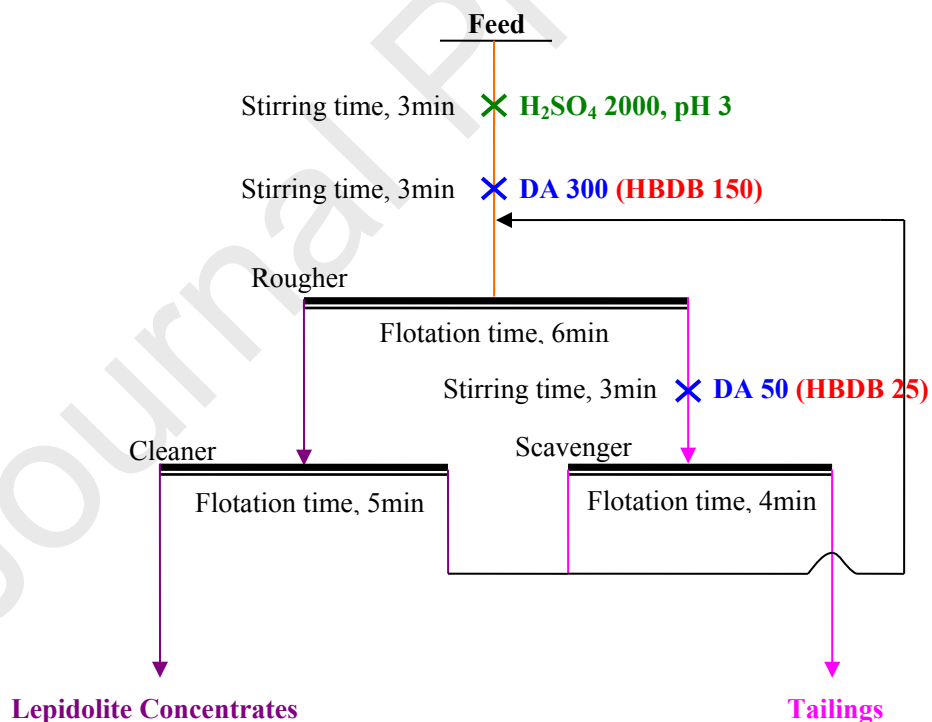 Feed
Stirring time, 3min H₂SO₄ 2000, pH 3
Stirring time, 3min DA 300 (HBDB 150)
Rougher
Flotation time, 6min
Stirring time, 3min DA 50 (HBDB 25)
Cleaner Scavenger
Flotation time, 5min Flotation time, 4min
Lepidolite Concentrates Tailings
Journal P